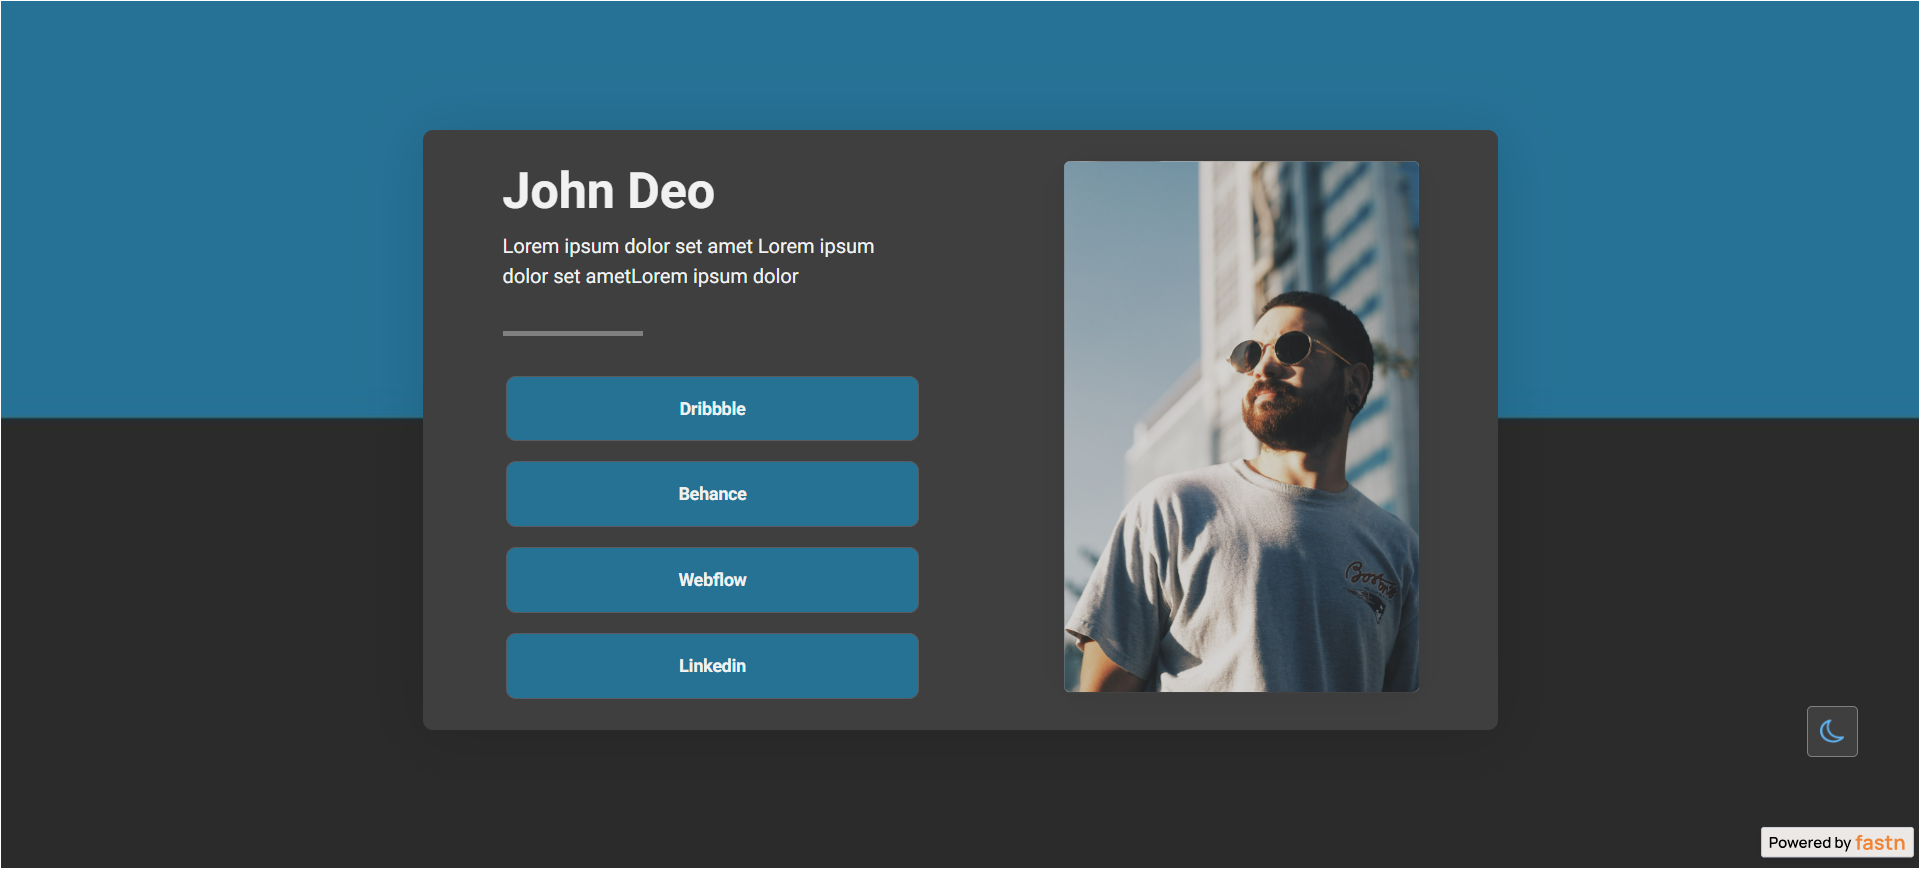 John Deo
Lorem ipsum dolor set amet Lorem ipsum
dolor set ametLorem ipsum dolor
Dribbble
Behance
Webflow
Linkedin
Boston
Powered by fastn